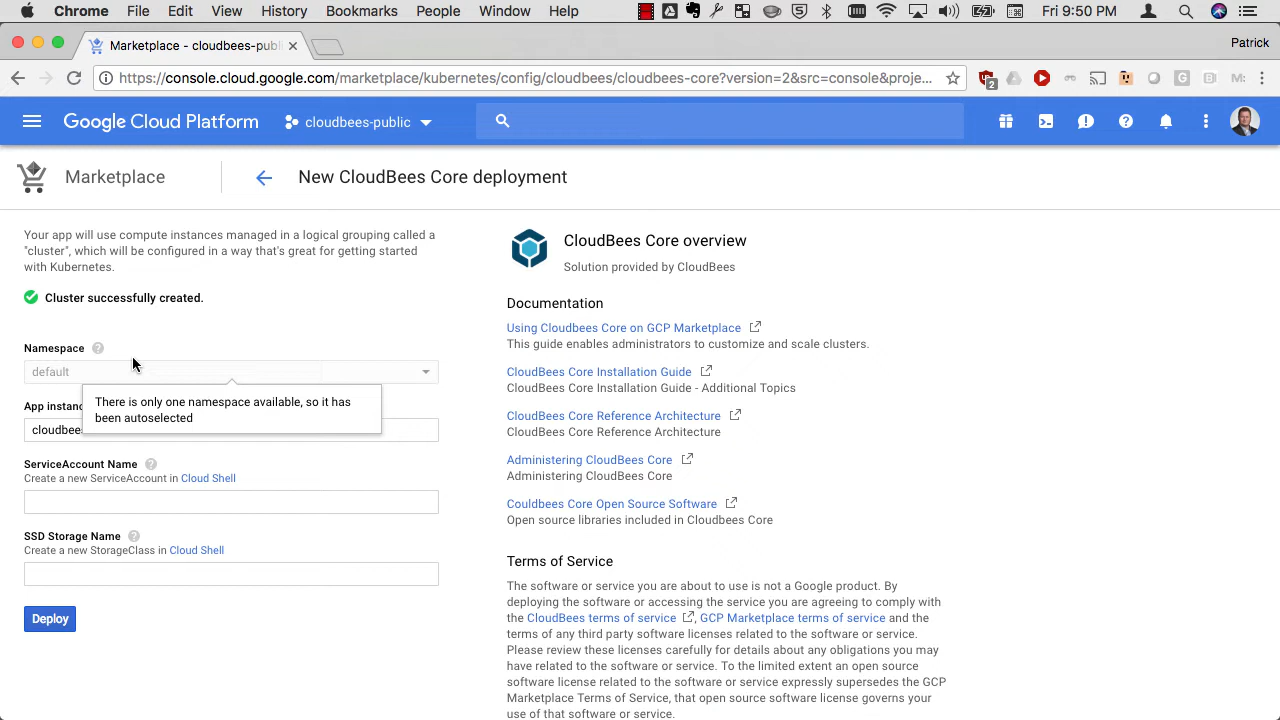 Chrome File Edit View History Bookmarks People Window Help Fri 9:50 PM
Marketplace - cloudbees-publ Patrick
https://console.cloud.google.com/marketplace/kubernetes/config/cloudbees/cloudbees-core?version=2&src=console&proje... 2
Google Cloud Platform cloudbees-public
Marketplace New CloudBees Core deployment
Your app will use compute instances managed in a logical grouping called a
"cluster", which will be configured in a way that's great for getting started
with Kubernetes.
Cluster successfully created.
Namespace
default
There is only one namespace available, so it has
been autoselected
App instanc
cloudbee
ServiceAccount Name
Create a new ServiceAccount in Cloud Shell
SSD Storage Name
Create a new StorageClass in Cloud Shell
Deploy
CloudBees Core overview
Solution provided by CloudBees
Documentation
Using Cloudbees Core on GCP Marketplace
This guide enables administrators to customize and scale clusters.
CloudBees Core Installation Guide
CloudBees Core Installation Guide - Additional Topics
CloudBees Core Reference Architecture
CloudBees Core Reference Architecture
Administering CloudBees Core
Administering CloudBees Core
Couldbees Core Open Source Software
Open source libraries included in Cloudbees Core
Terms of Service
The software or service you are about to use is not a Google product. By
deploying the software or accessing the service you are agreeing to comply with
the CloudBees terms of service , GCP Marketplace terms of service and the
terms of any third party software licenses related to the software or service.
Please review these licenses carefully for details about any obligations you may
have related to the software or service. To the limited extent an open source
software license related to the software or service expressly supersedes the GCP
Marketplace Terms of Service, that open source software license governs your
use of that software or service.